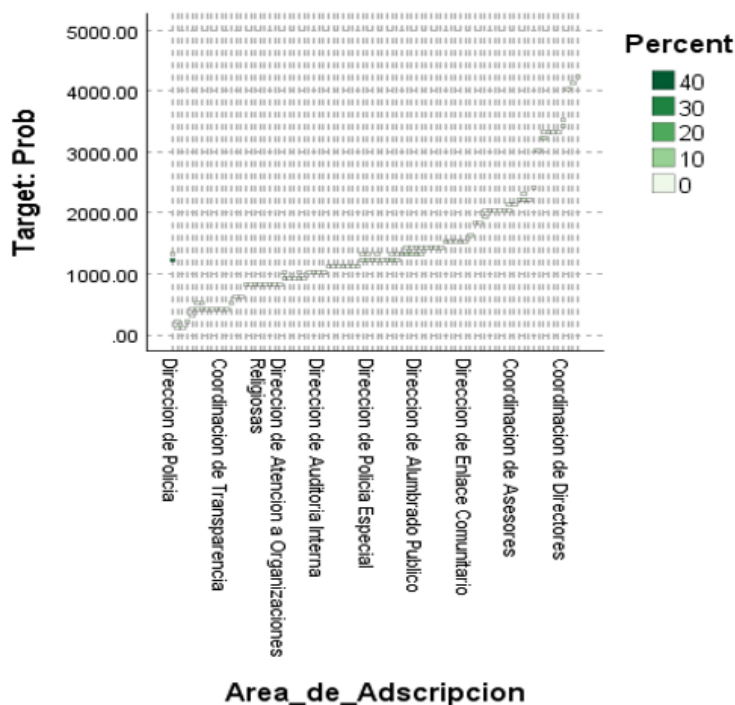 5000.00
4000.00
3000.00
2000.00
1000.00
.00
Target: Prob
Percent
40
30
20
10
0
Direccion de Policia
Coordinacion de Transparencia
Religiosas
Direccion de Atencion a Organizaciones
Direccion de Auditoria Interna
Direccion de Policia Especial
Direccion de Alumbrado Publico
Direccion de Enlace Comunitario
Coordinacion de Asesores
Coordinacion de Directores
Area_de_Adscripcion